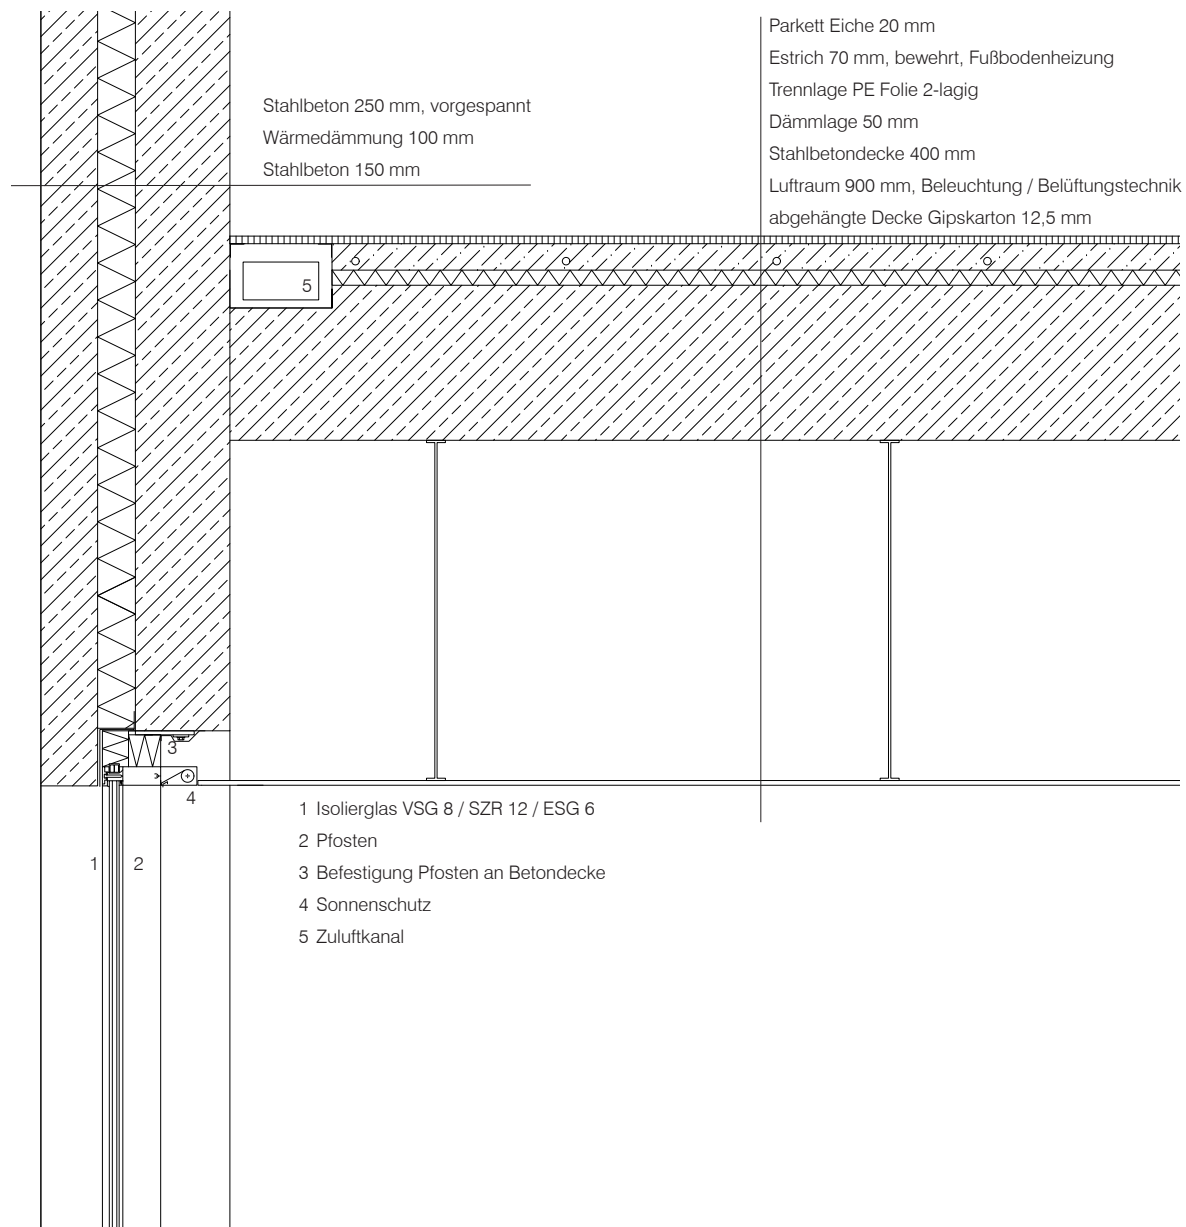 Parkett Eiche 20 mm
Estrich 70 mm, bewehrt, Fußbodenheizung
Trennlage PE Folie 2-lagig
Dämmlage 50 mm
Stahlbetondecke 400 mm
Luftraum 900 mm, Beleuchtung / Belüftungstechnik
abgehängte Decke Gipskarton 12,5 mm
Stahlbeton 250 mm, vorgespannt
Wärmedämmung 100 mm
Stahlbeton 150 mm
5
3
4
1 2
1 Isolierglas VSG 8 / SZR 12 / ESG 6
2 Pfosten
3 Befestigung Pfosten an Betondecke
4 Sonnenschutz
5 Zuluftkanal